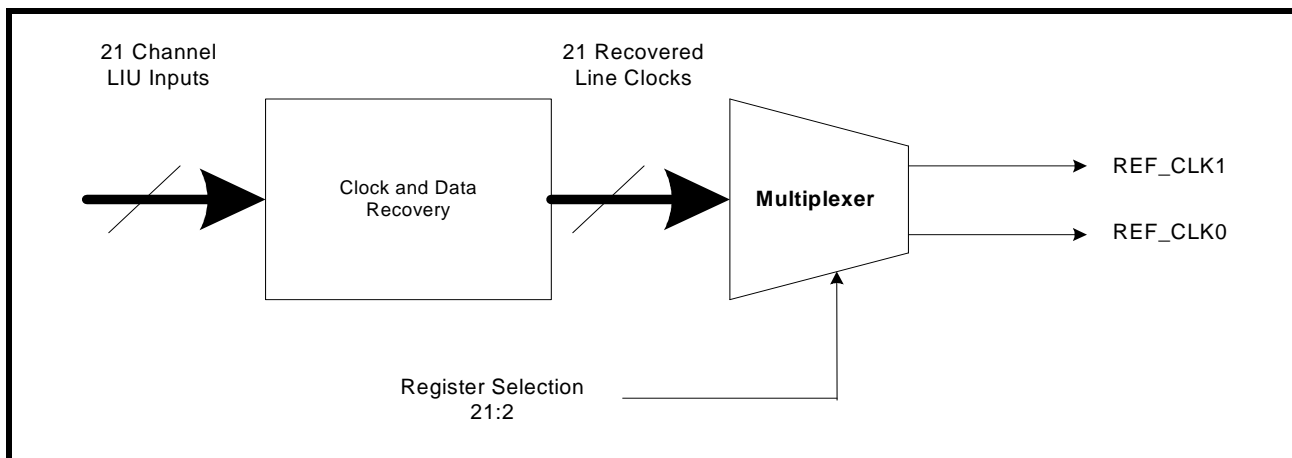 21 Channel
LIU Inputs
21 Recovered
Line Clocks
Clock and Data
Recovery
Multiplexer
REF_CLK1
REF_CLK0
Register Selection
21:2